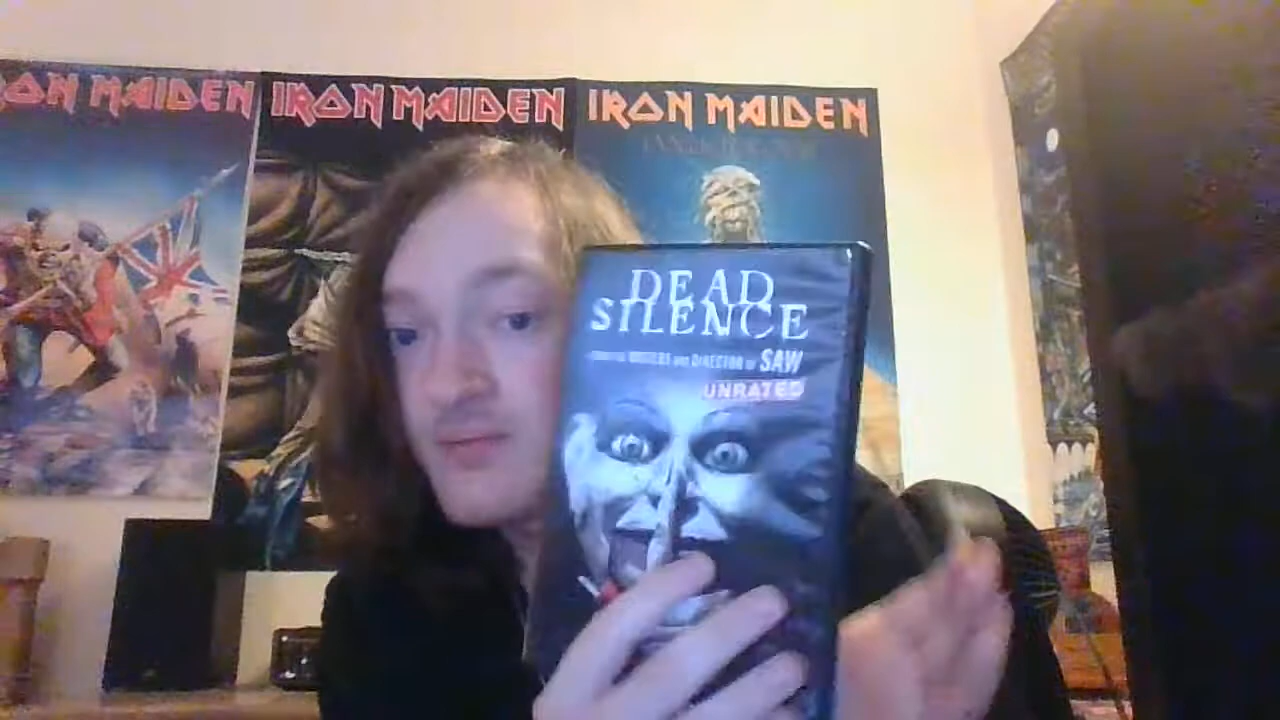 IRON MAIDEN
IRON MAIDEN
IRON MAIDEN
DEAD
SILENCE
WRITERS AND DIRECTOR OF SAW
UNRATED